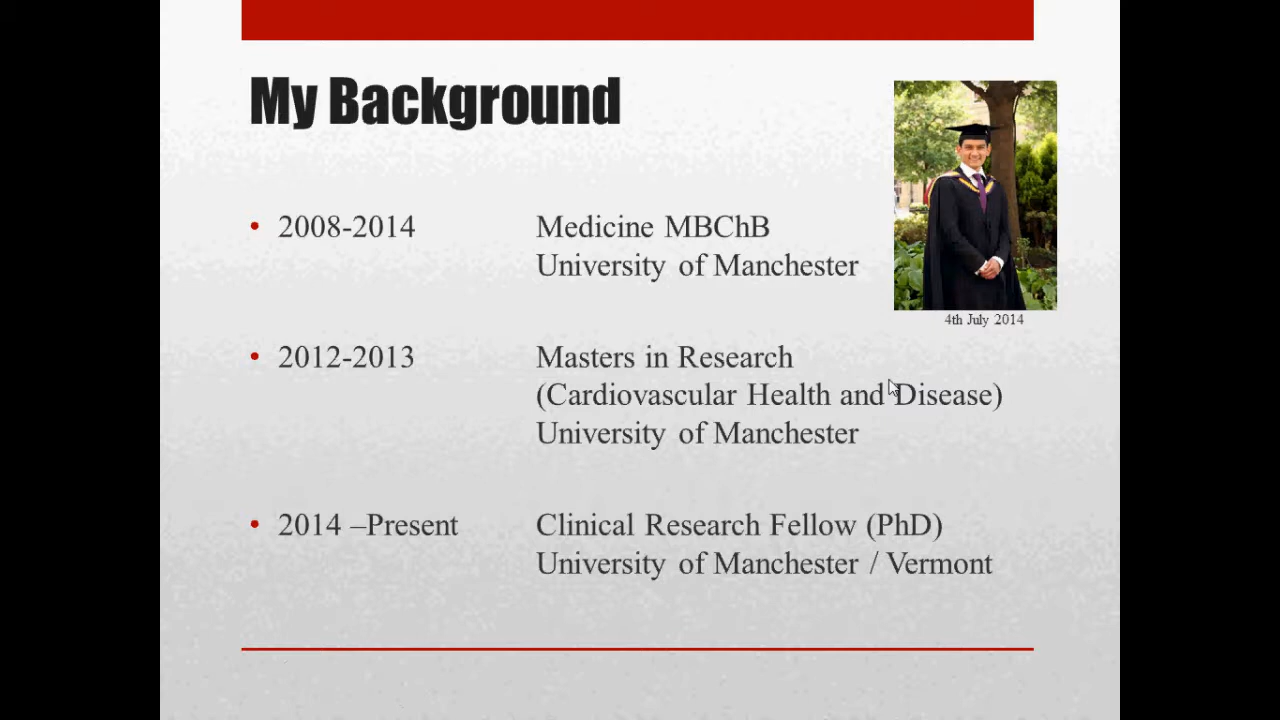 My Background
• 2008-2014 Medicine MBChB
University of Manchester
4th July 2014
• 2012-2013 Masters in Research
(Cardiovascular Health and Disease)
University of Manchester
• 2014 –Present Clinical Research Fellow (PhD)
University of Manchester / Vermont